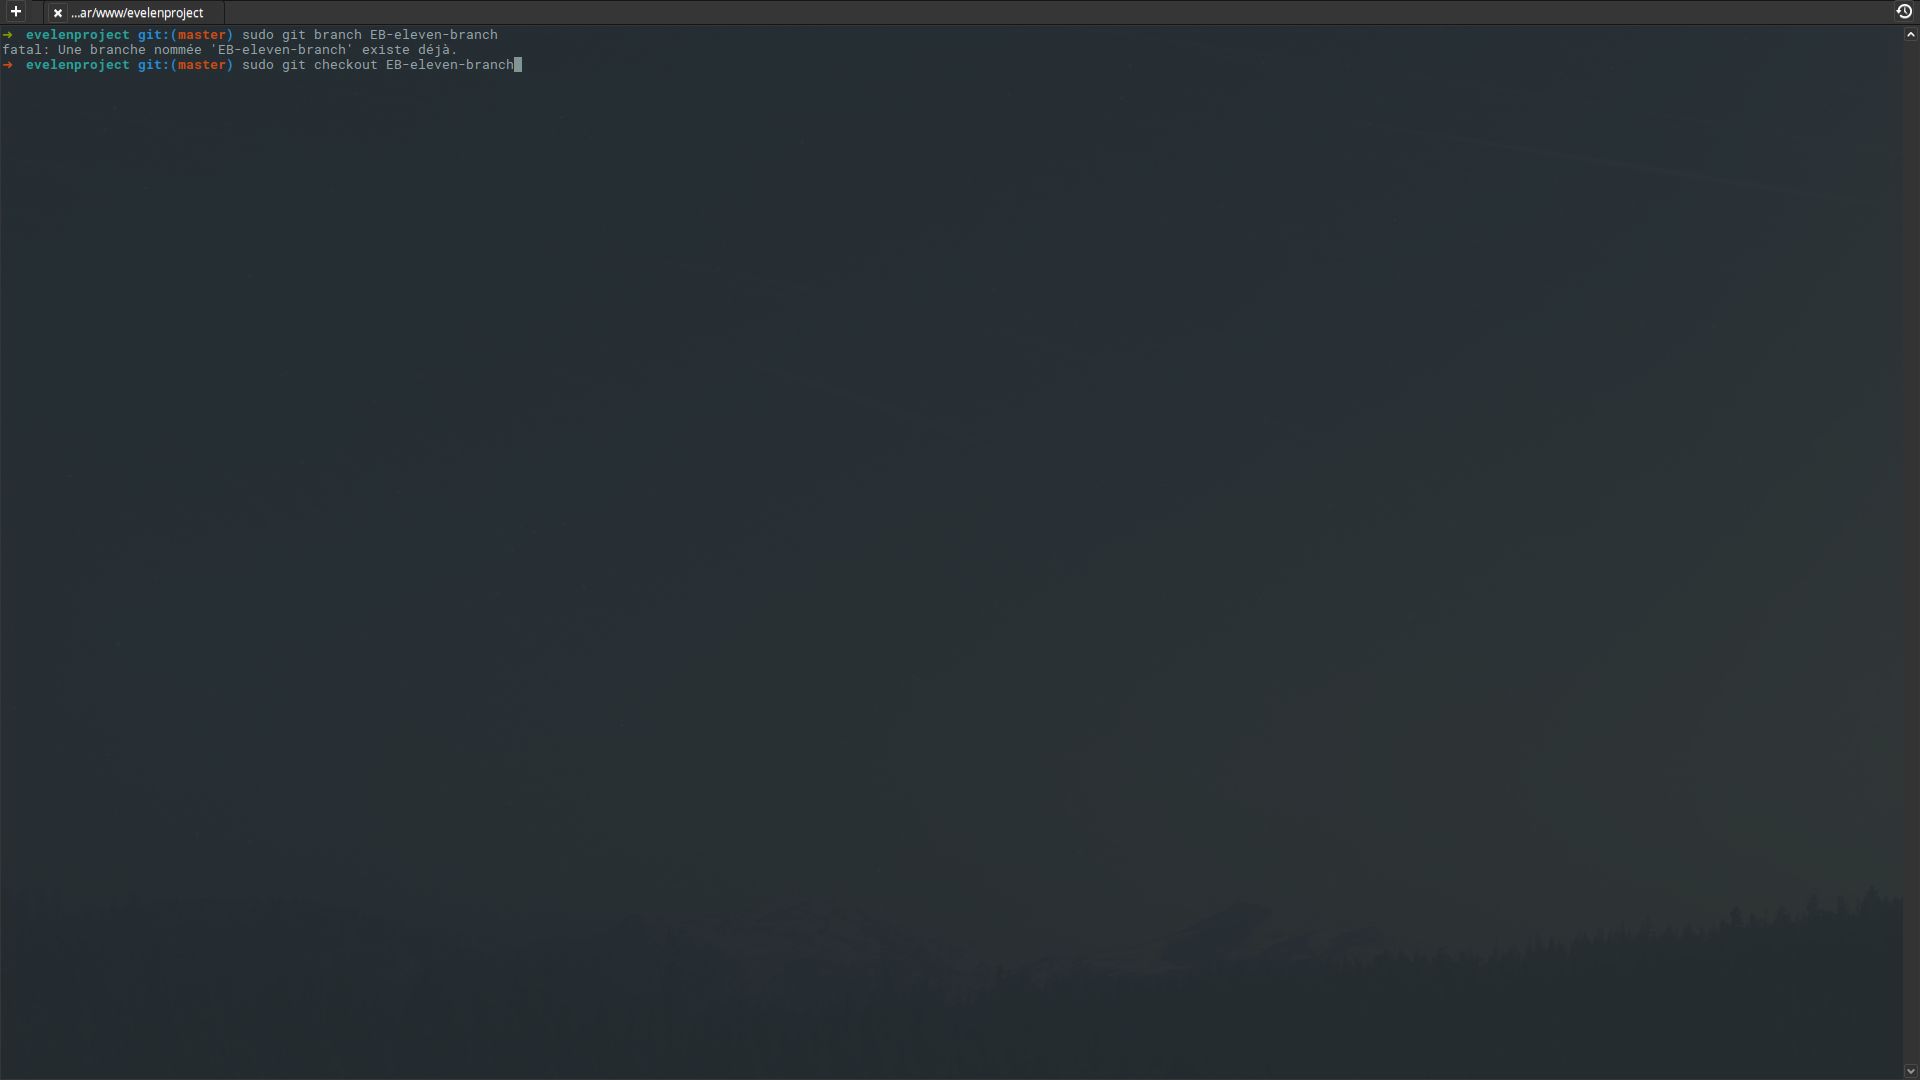 ...ar/www/evelenproject
➜ evelenproject git:(master) sudo git branch EB-eleven-branch
fatal: Une branche nommée 'EB-eleven-branch' existe déjà.
➜ evelenproject git:(master) sudo git checkout EB-eleven-branch